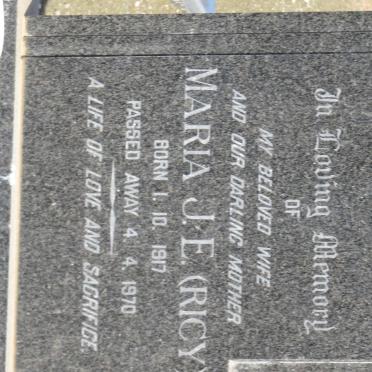 In Loving Memory
OF
MY BELOVED WIFE
AND OUR DARLING MOTHER
MARIA J. E. (RICY)
BORN 1. 10. 1917
PASSED AWAY 4. 4. 1970
A LIFE OF LOVE AND SACRIFICE.